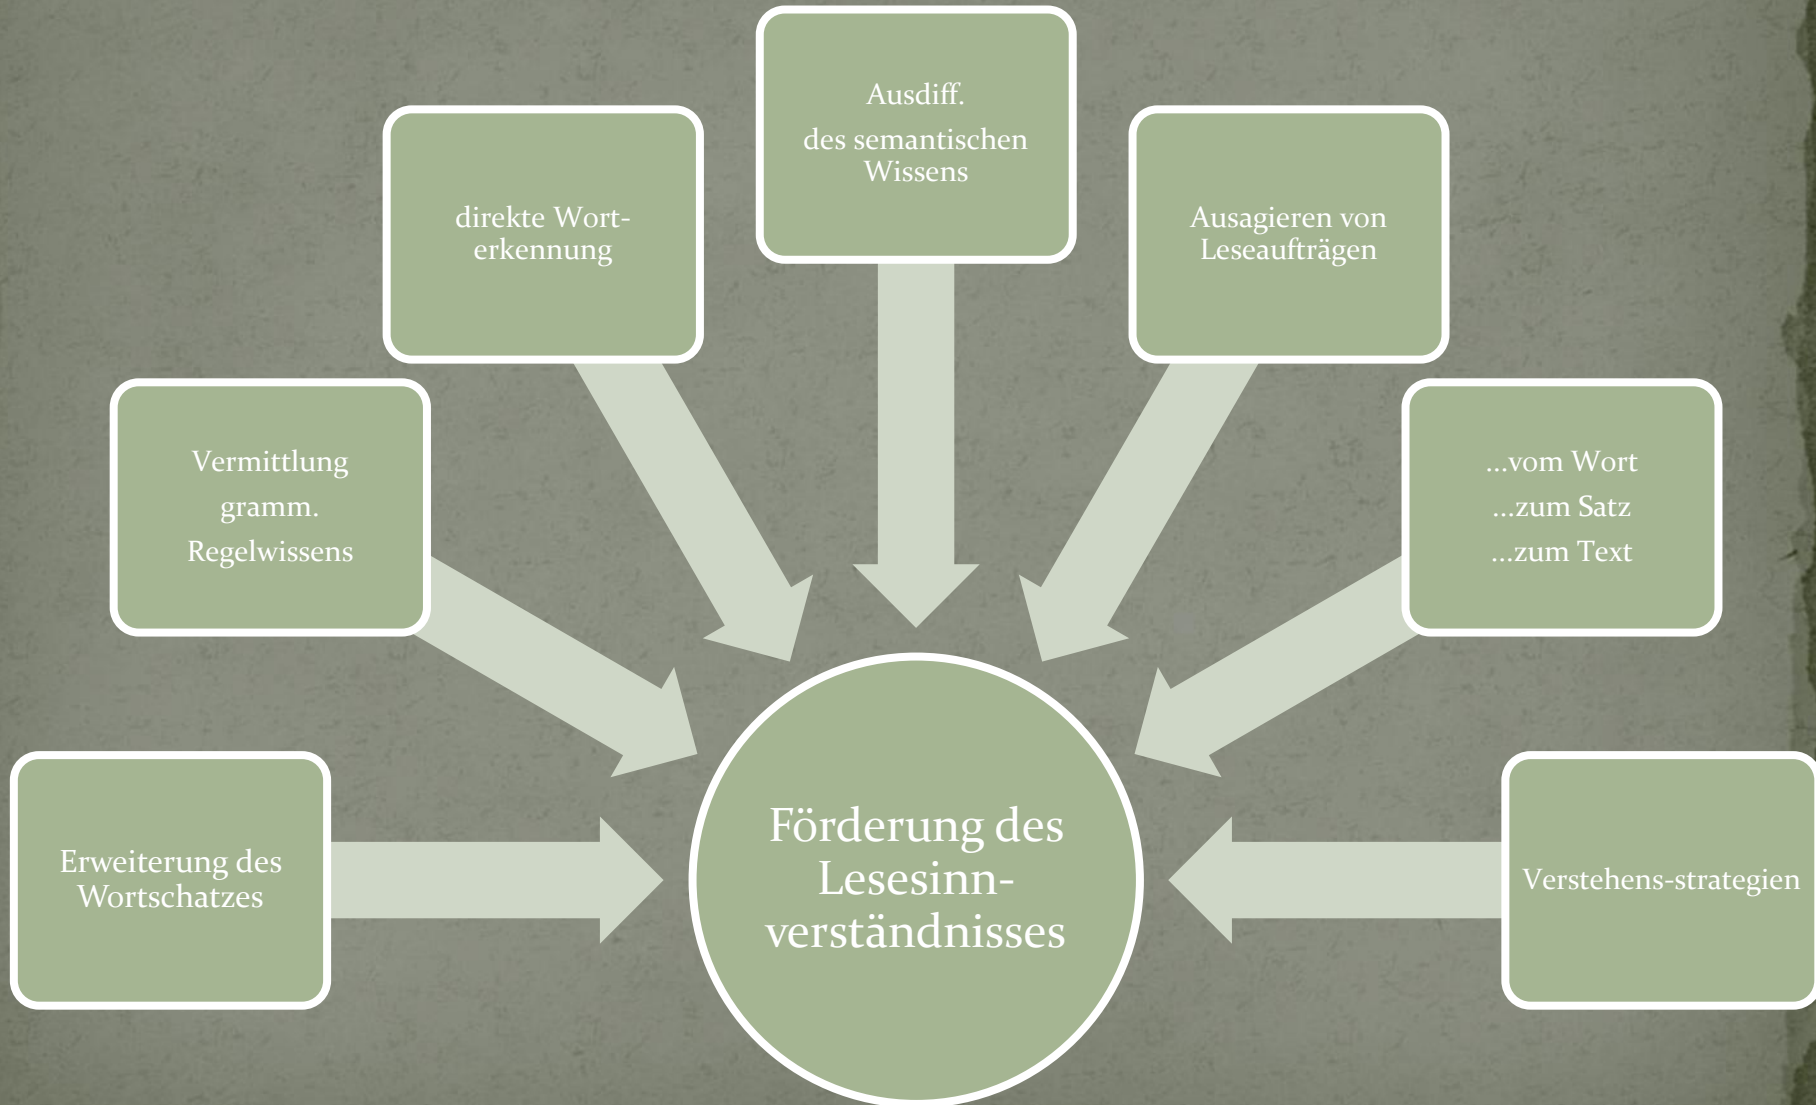 Ausdiff.
des semantischen
Wissens
direkte Wort-
erkennung
Ausagieren von
Leseaufträgen
Vermittlung
gramm.
Regelwissens
...vom Wort
...zum Satz
...zum Text
Erweiterung des
Wortschatzes
Förderung des
Lesesinn-
verständnisses
Verstehens-strategien